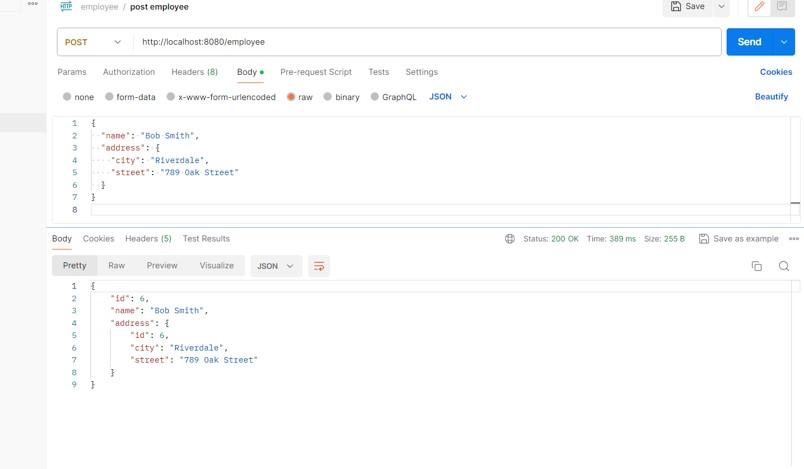 HTTP employee / post employee Save
POST http://localhost:8080/employee Send
Params Authorization Headers (8) Body Pre-request Script Tests Settings Cookies
none form-data x-www-form-urlencoded raw binary GraphQL JSON Beautify
1 {
2 "name": "Bob Smith",
3 "address": {
4 "city": "Riverdale",
5 "street": "789 Oak Street"
6 }
7 }
8
Body Cookies Headers (5) Test Results Status: 200 OK Time: 389 ms Size: 255 B Save as example
Pretty Raw Preview Visualize JSON
1 {
2 "id": 6,
3 "name": "Bob Smith",
4 "address": {
5 "id": 6,
6 "city": "Riverdale",
7 "street": "789 Oak Street"
8 }
9 }